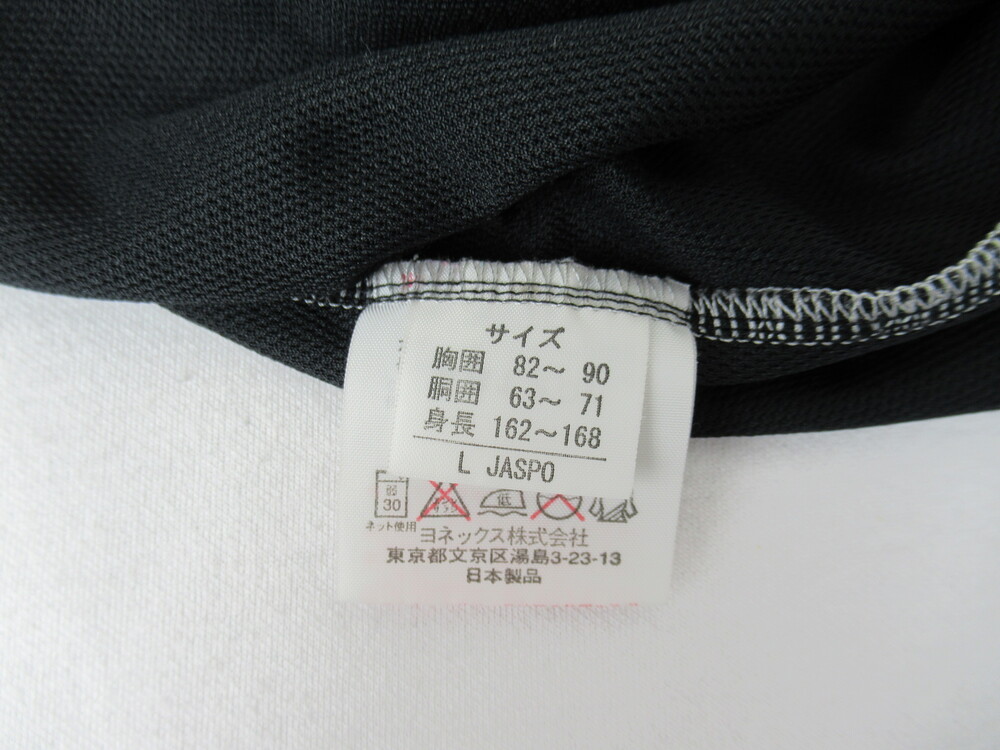 サイズ
胸囲 82～ 90
胴囲 63～ 71
身長 162～168
L JASPO
弱 30 低
ネット使用
ヨネックス株式会社
東京都文京区湯島3-23-13
日本製品